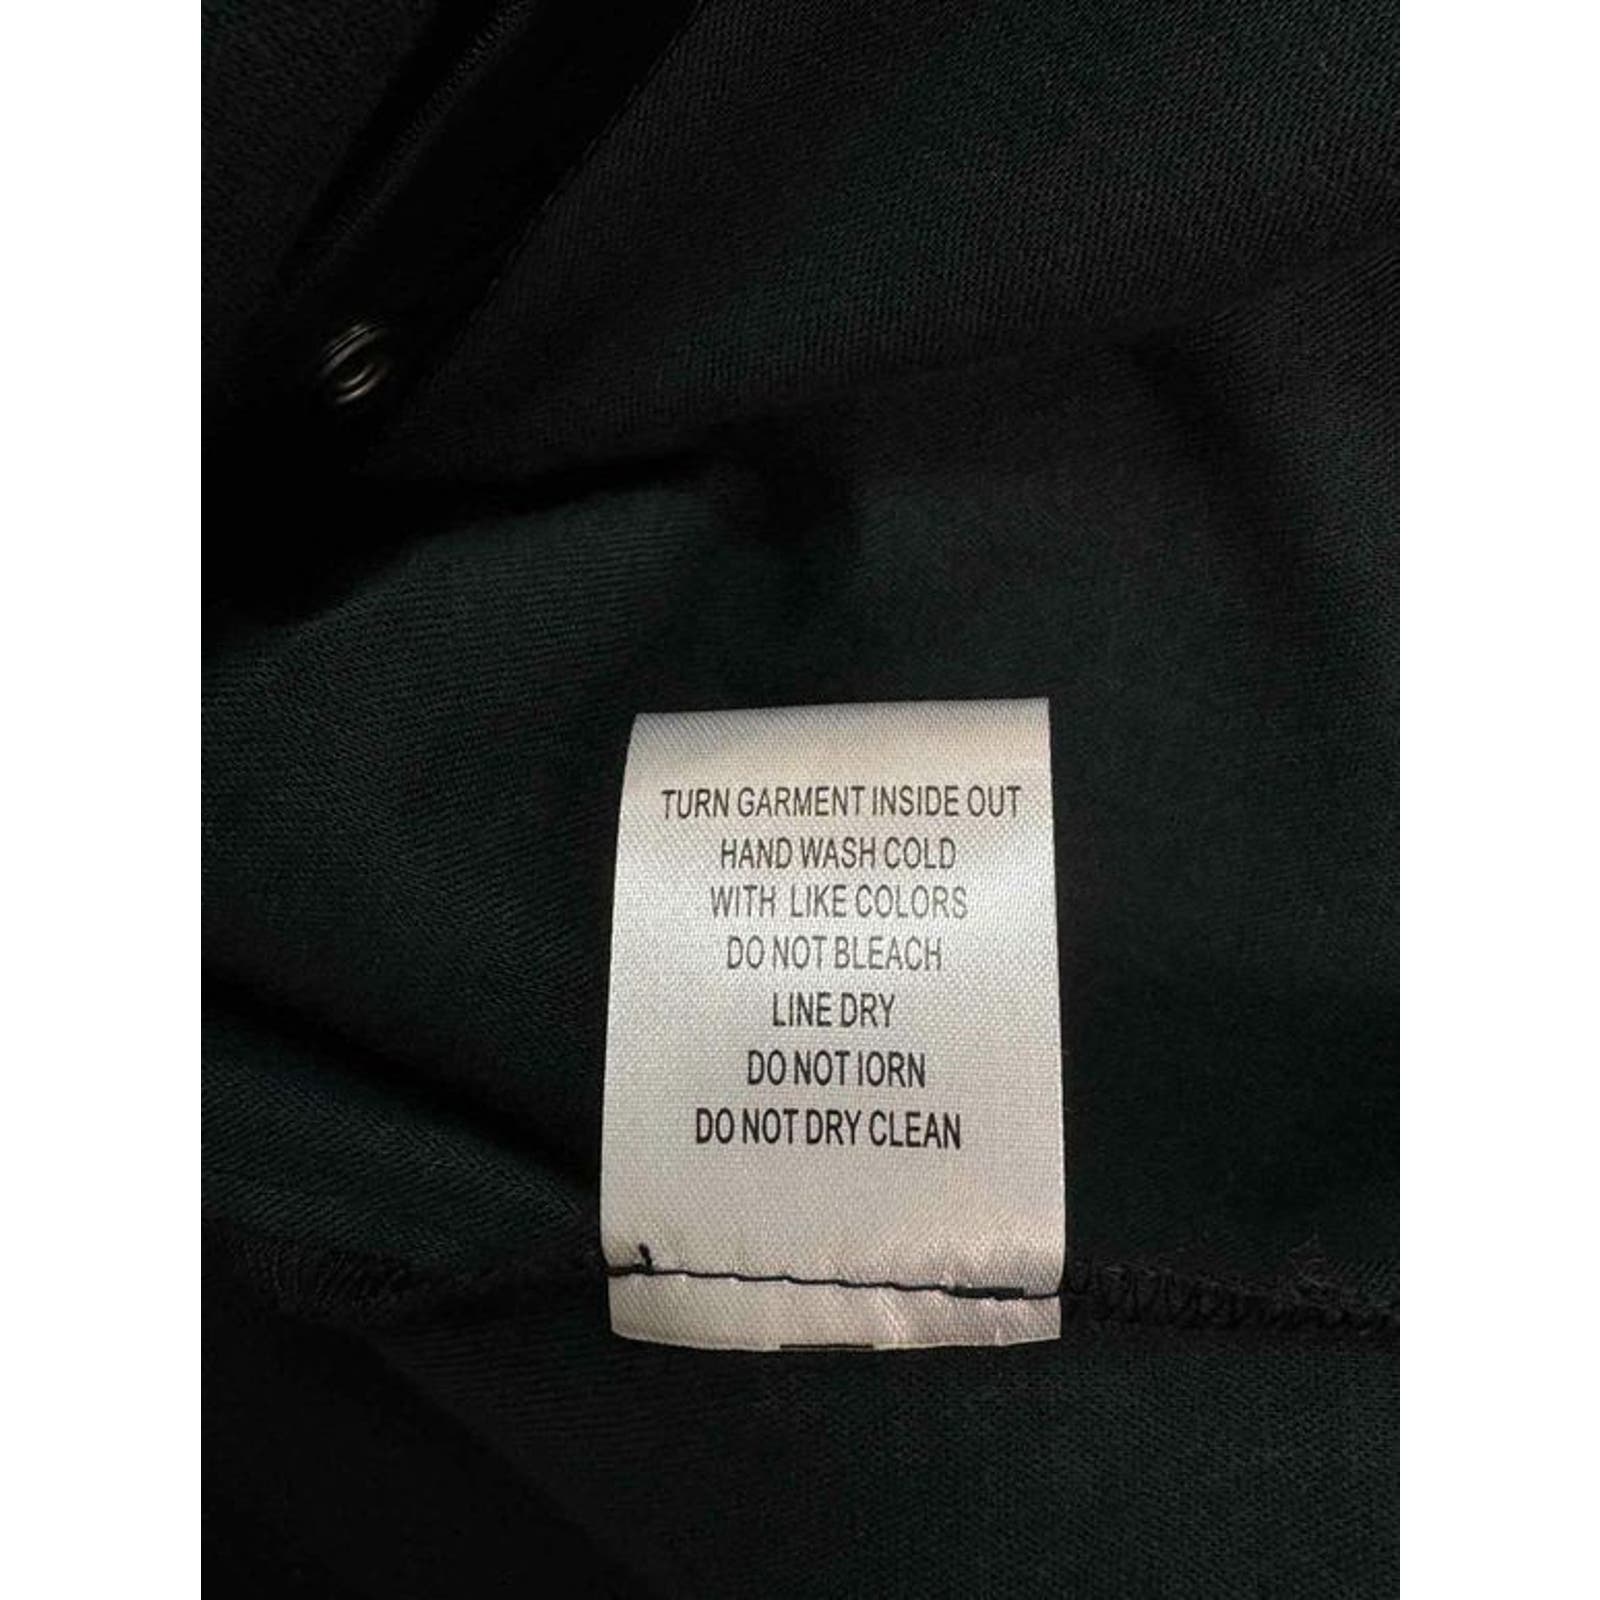 TURN GARMENT INSIDE OUT
HAND WASH COLD
WITH LIKE COLORS
DO NOT BLEACH
LINE DRY
DO NOT IORN
DO NOT DRY CLEAN